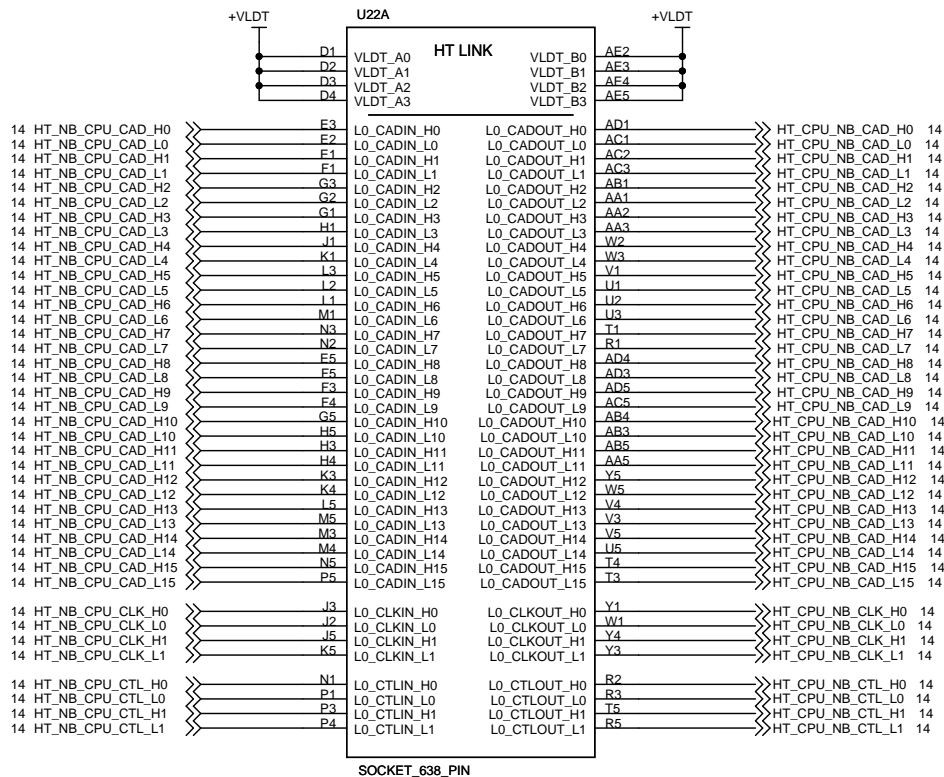 +VLDT U22A +VLDT
HT LINK
D1 VLDT_A0 VLDT_B0 AE2
D2 VLDT_A1 VLDT_B1 AE3
D3 VLDT_A2 VLDT_B2 AE4
D4 VLDT_A3 VLDT_B3 AE5
14 HT_NB_CPU_CAD_H0 E3 L0_CADIN_H0 L0_CADOUT_H0 AD1 HT_CPU_NB_CAD_H0 14
14 HT_NB_CPU_CAD_L0 E2 L0_CADIN_L0 L0_CADOUT_L0 AC1 HT_CPU_NB_CAD_L0 14
14 HT_NB_CPU_CAD_H1 E1 L0_CADIN_H1 L0_CADOUT_H1 AC2 HT_CPU_NB_CAD_H1 14
14 HT_NB_CPU_CAD_L1 F1 L0_CADIN_L1 L0_CADOUT_L1 AC3 HT_CPU_NB_CAD_L1 14
14 HT_NB_CPU_CAD_H2 G3 L0_CADIN_H2 L0_CADOUT_H2 AB1 HT_CPU_NB_CAD_H2 14
14 HT_NB_CPU_CAD_L2 G2 L0_CADIN_L2 L0_CADOUT_L2 AA1 HT_CPU_NB_CAD_L2 14
14 HT_NB_CPU_CAD_H3 G1 L0_CADIN_H3 L0_CADOUT_H3 AA2 HT_CPU_NB_CAD_H3 14
14 HT_NB_CPU_CAD_L3 H1 L0_CADIN_L3 L0_CADOUT_L3 AA3 HT_CPU_NB_CAD_L3 14
14 HT_NB_CPU_CAD_H4 J1 L0_CADIN_H4 L0_CADOUT_H4 W2 HT_CPU_NB_CAD_H4 14
14 HT_NB_CPU_CAD_L4 K1 L0_CADIN_L4 L0_CADOUT_L4 W3 HT_CPU_NB_CAD_L4 14
14 HT_NB_CPU_CAD_H5 L3 L0_CADIN_H5 L0_CADOUT_H5 V1 HT_CPU_NB_CAD_H5 14
14 HT_NB_CPU_CAD_L5 L2 L0_CADIN_L5 L0_CADOUT_L5 U1 HT_CPU_NB_CAD_L5 14
14 HT_NB_CPU_CAD_H6 L1 L0_CADIN_H6 L0_CADOUT_H6 U2 HT_CPU_NB_CAD_H6 14
14 HT_NB_CPU_CAD_L6 M1 L0_CADIN_L6 L0_CADOUT_L6 U3 HT_CPU_NB_CAD_L6 14
14 HT_NB_CPU_CAD_H7 N3 L0_CADIN_H7 L0_CADOUT_H7 T1 HT_CPU_NB_CAD_H7 14
14 HT_NB_CPU_CAD_L7 N2 L0_CADIN_L7 L0_CADOUT_L7 R1 HT_CPU_NB_CAD_L7 14
14 HT_NB_CPU_CAD_H8 E5 L0_CADIN_H8 L0_CADOUT_H8 AD4 HT_CPU_NB_CAD_H8 14
14 HT_NB_CPU_CAD_L8 F5 L0_CADIN_L8 L0_CADOUT_L8 AD3 HT_CPU_NB_CAD_L8 14
14 HT_NB_CPU_CAD_H9 F3 L0_CADIN_H9 L0_CADOUT_H9 AD5 HT_CPU_NB_CAD_H9 14
14 HT_NB_CPU_CAD_L9 F4 L0_CADIN_L9 L0_CADOUT_L9 AC5 HT_CPU_NB_CAD_L9 14
14 HT_NB_CPU_CAD_H10 G5 L0_CADIN_H10 L0_CADOUT_H10 AB4 HT_CPU_NB_CAD_H10 14
14 HT_NB_CPU_CAD_L10 H5 L0_CADIN_L10 L0_CADOUT_L10 AB3 HT_CPU_NB_CAD_L10 14
14 HT_NB_CPU_CAD_H11 H3 L0_CADIN_H11 L0_CADOUT_H11 AB5 HT_CPU_NB_CAD_H11 14
14 HT_NB_CPU_CAD_L11 H4 L0_CADIN_L11 L0_CADOUT_L11 AA5 HT_CPU_NB_CAD_L11 14
14 HT_NB_CPU_CAD_H12 K3 L0_CADIN_H12 L0_CADOUT_H12 Y5 HT_CPU_NB_CAD_H12 14
14 HT_NB_CPU_CAD_L12 K4 L0_CADIN_L12 L0_CADOUT_L12 W5 HT_CPU_NB_CAD_L12 14
14 HT_NB_CPU_CAD_H13 L5 L0_CADIN_H13 L0_CADOUT_H13 V4 HT_CPU_NB_CAD_H13 14
14 HT_NB_CPU_CAD_L13 M5 L0_CADIN_L13 L0_CADOUT_L13 V3 HT_CPU_NB_CAD_L13 14
14 HT_NB_CPU_CAD_H14 M3 L0_CADIN_H14 L0_CADOUT_H14 V5 HT_CPU_NB_CAD_H14 14
14 HT_NB_CPU_CAD_L14 M4 L0_CADIN_L14 L0_CADOUT_L14 U5 HT_CPU_NB_CAD_L14 14
14 HT_NB_CPU_CAD_H15 N5 L0_CADIN_H15 L0_CADOUT_H15 T4 HT_CPU_NB_CAD_H15 14
14 HT_NB_CPU_CAD_L15 P5 L0_CADIN_L15 L0_CADOUT_L15 T3 HT_CPU_NB_CAD_L15 14
14 HT_NB_CPU_CLK_H0 J3 L0_CLKIN_H0 L0_CLKOUT_H0 Y1 HT_CPU_NB_CLK_H0 14
14 HT_NB_CPU_CLK_L0 J2 L0_CLKIN_L0 L0_CLKOUT_L0 W1 HT_CPU_NB_CLK_L0 14
14 HT_NB_CPU_CLK_H1 J5 L0_CLKIN_H1 L0_CLKOUT_H1 Y4 HT_CPU_NB_CLK_H1 14
14 HT_NB_CPU_CLK_L1 K5 L0_CLKIN_L1 L0_CLKOUT_L1 Y3 HT_CPU_NB_CLK_L1 14
14 HT_NB_CPU_CTL_H0 N1 L0_CTLIN_H0 L0_CTLOUT_H0 R2 HT_CPU_NB_CTL_H0 14
14 HT_NB_CPU_CTL_L0 P1 L0_CTLIN_L0 L0_CTLOUT_L0 R3 HT_CPU_NB_CTL_L0 14
14 HT_NB_CPU_CTL_H1 P3 L0_CTLIN_H1 L0_CTLOUT_H1 T5 HT_CPU_NB_CTL_H1 14
14 HT_NB_CPU_CTL_L1 P4 L0_CTLIN_L1 L0_CTLOUT_L1 R5 HT_CPU_NB_CTL_L1 14
SOCKET_638_PIN